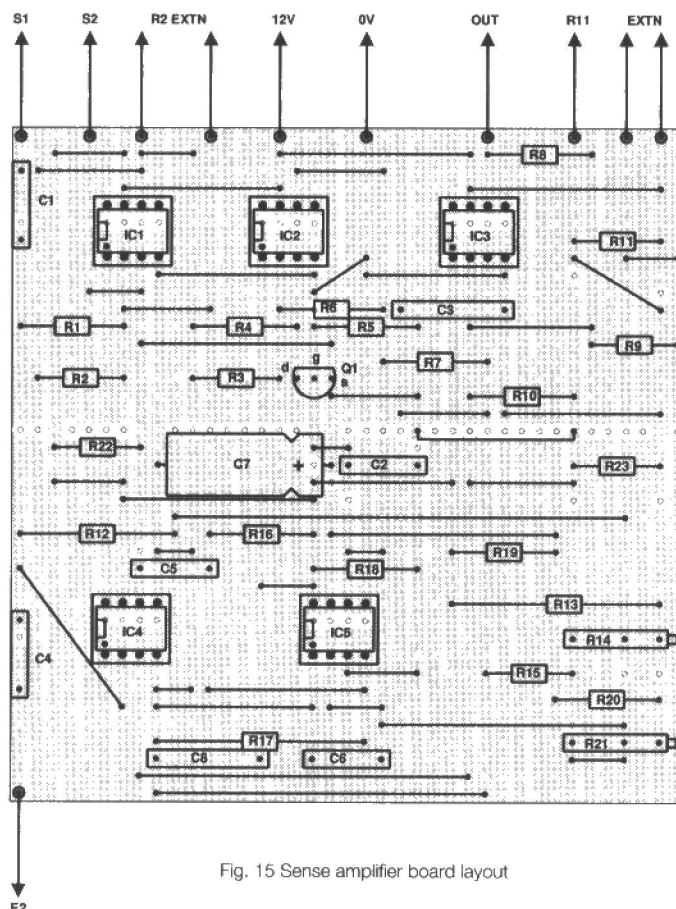 S1 S2 R2 EXTN 12V 0V OUT R11 EXTN
R8
C1
IC1 IC2 IC3
R11
R6 C3
R1 R4 R5
R9
g
R7
d Q1
R2 R3 s
R10
R22
C7 + C2 R23
R12 R16
R19
C5 R18
R13
IC4 IC5
R14
C4
R15
R20
R17 R21
C8 C6
Fig. 15 Sense amplifier board layout